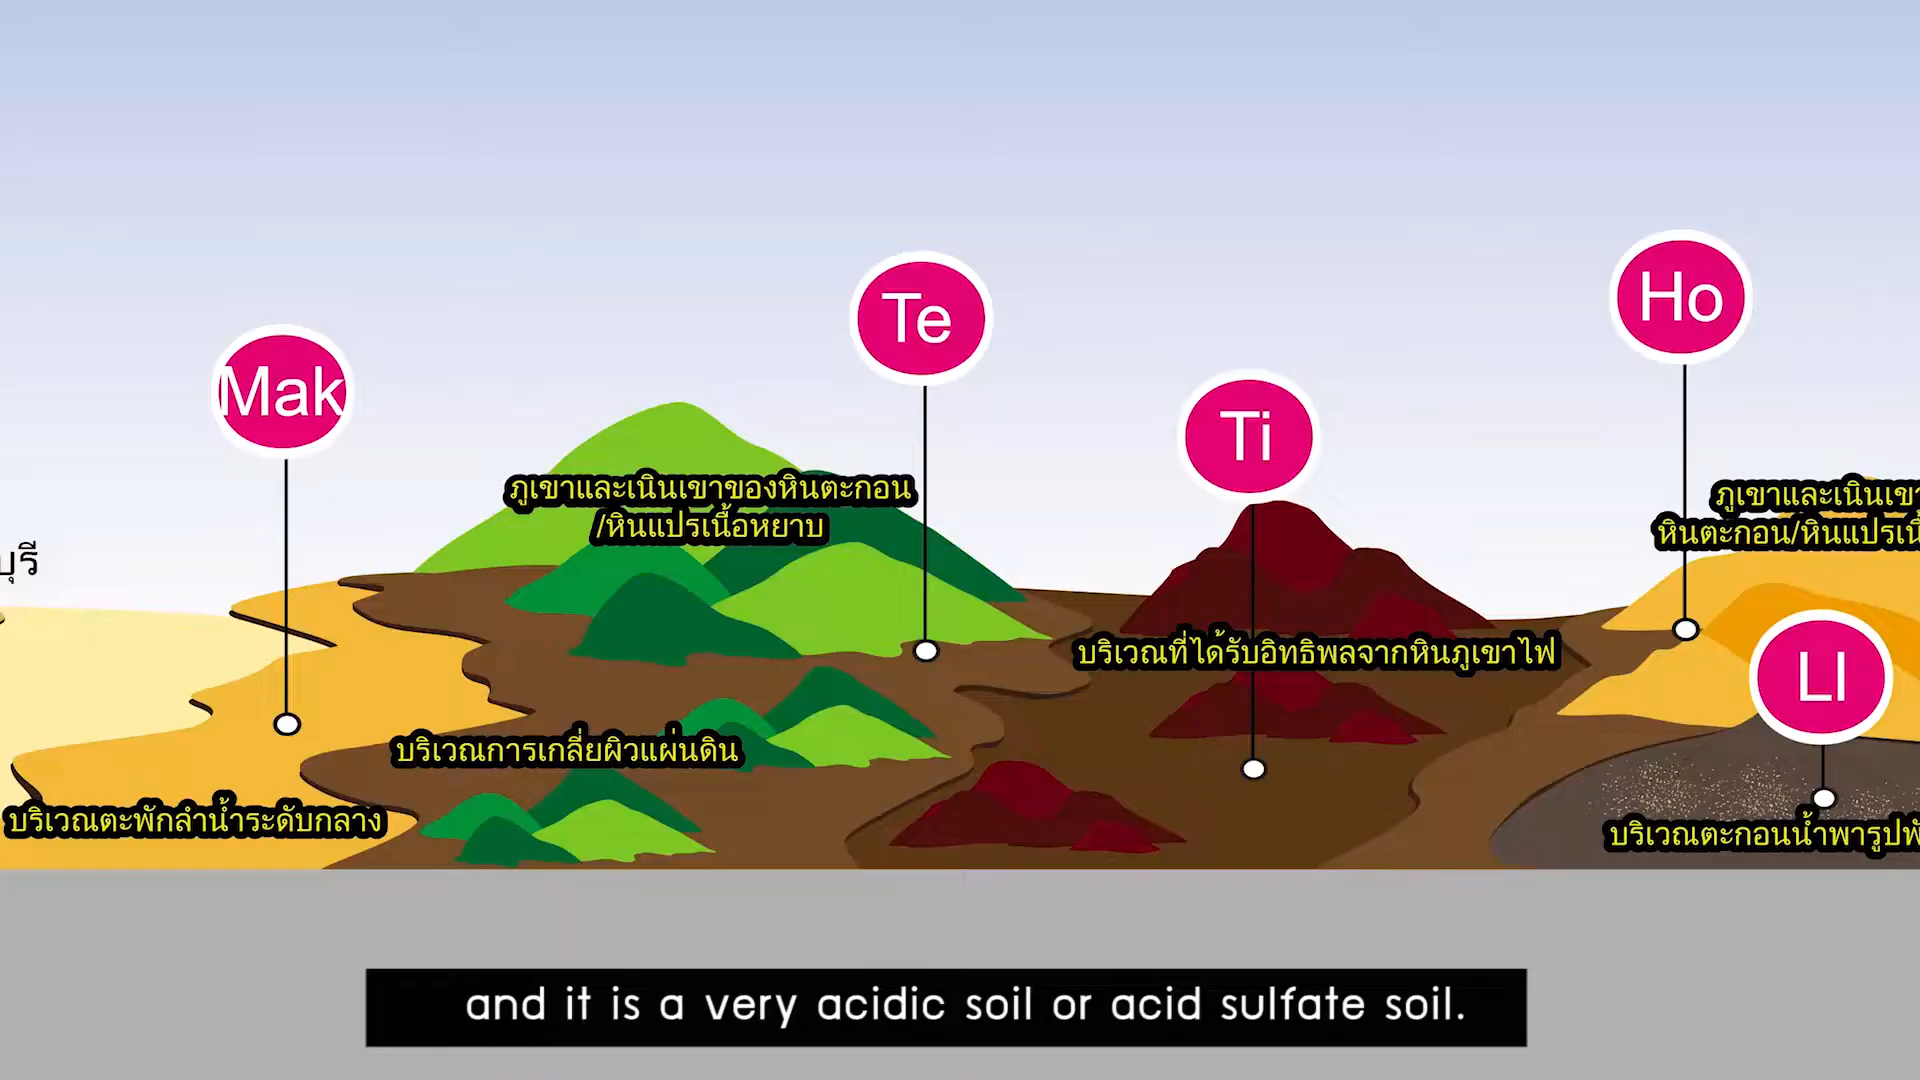 Ho
Te
Mak
Ti
ภูเขาและเนินเขาของหินตะกอน
/หินแปรเนื้อหยาบ
ภูเขาและเนินเขา
หินตะกอน/หินแปรเนื้
บุรี
บริเวณที่ได้รับอิทธิพลจากหินภูเขาไฟ
Ll
บริเวณการเกลี่ยผิวแผ่นดิน
บริเวณตะพักลำน้ำระดับกลาง
บริเวณตะกอนน้ำพารูปพั
and it is a very acidic soil or acid sulfate soil.